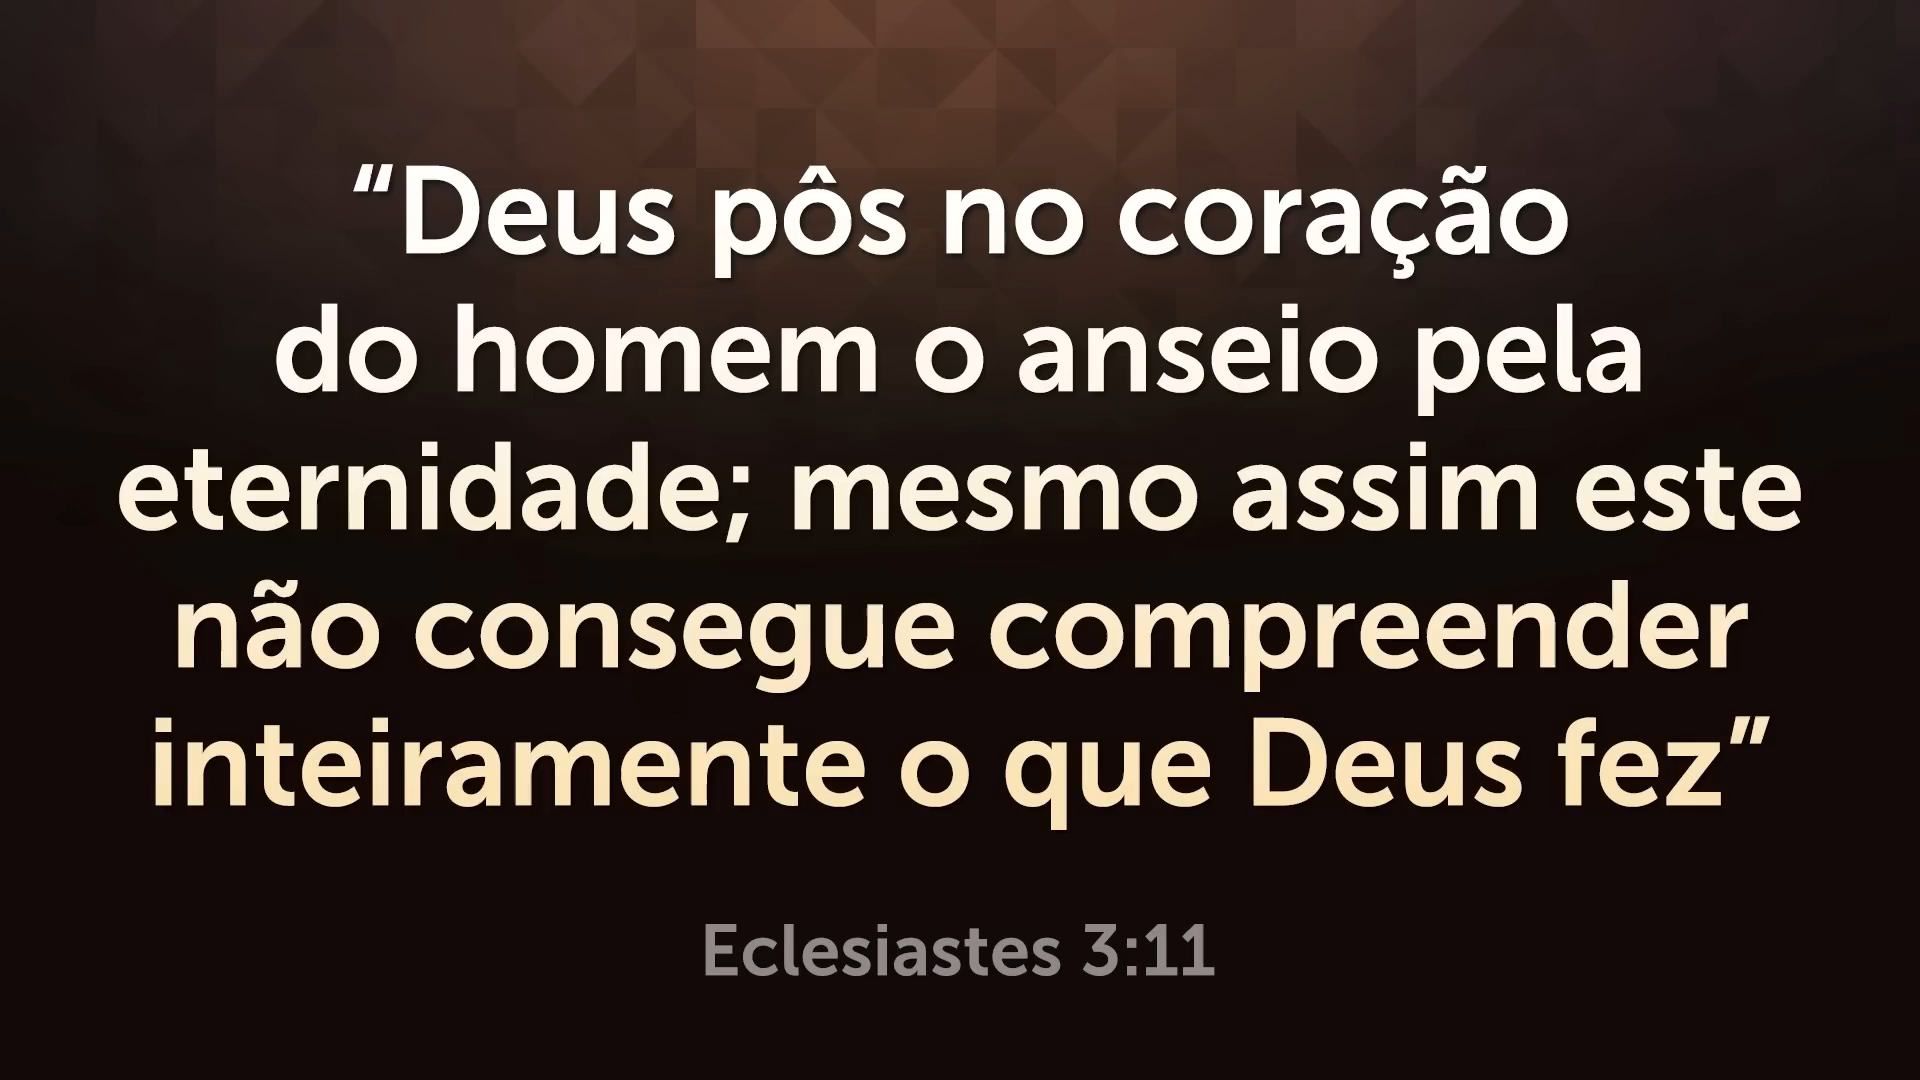 “Deus pôs no coração
do homem o anseio pela
eternidade; mesmo assim este
não consegue compreender
inteiramente o que Deus fez”
Eclesiastes 3:11